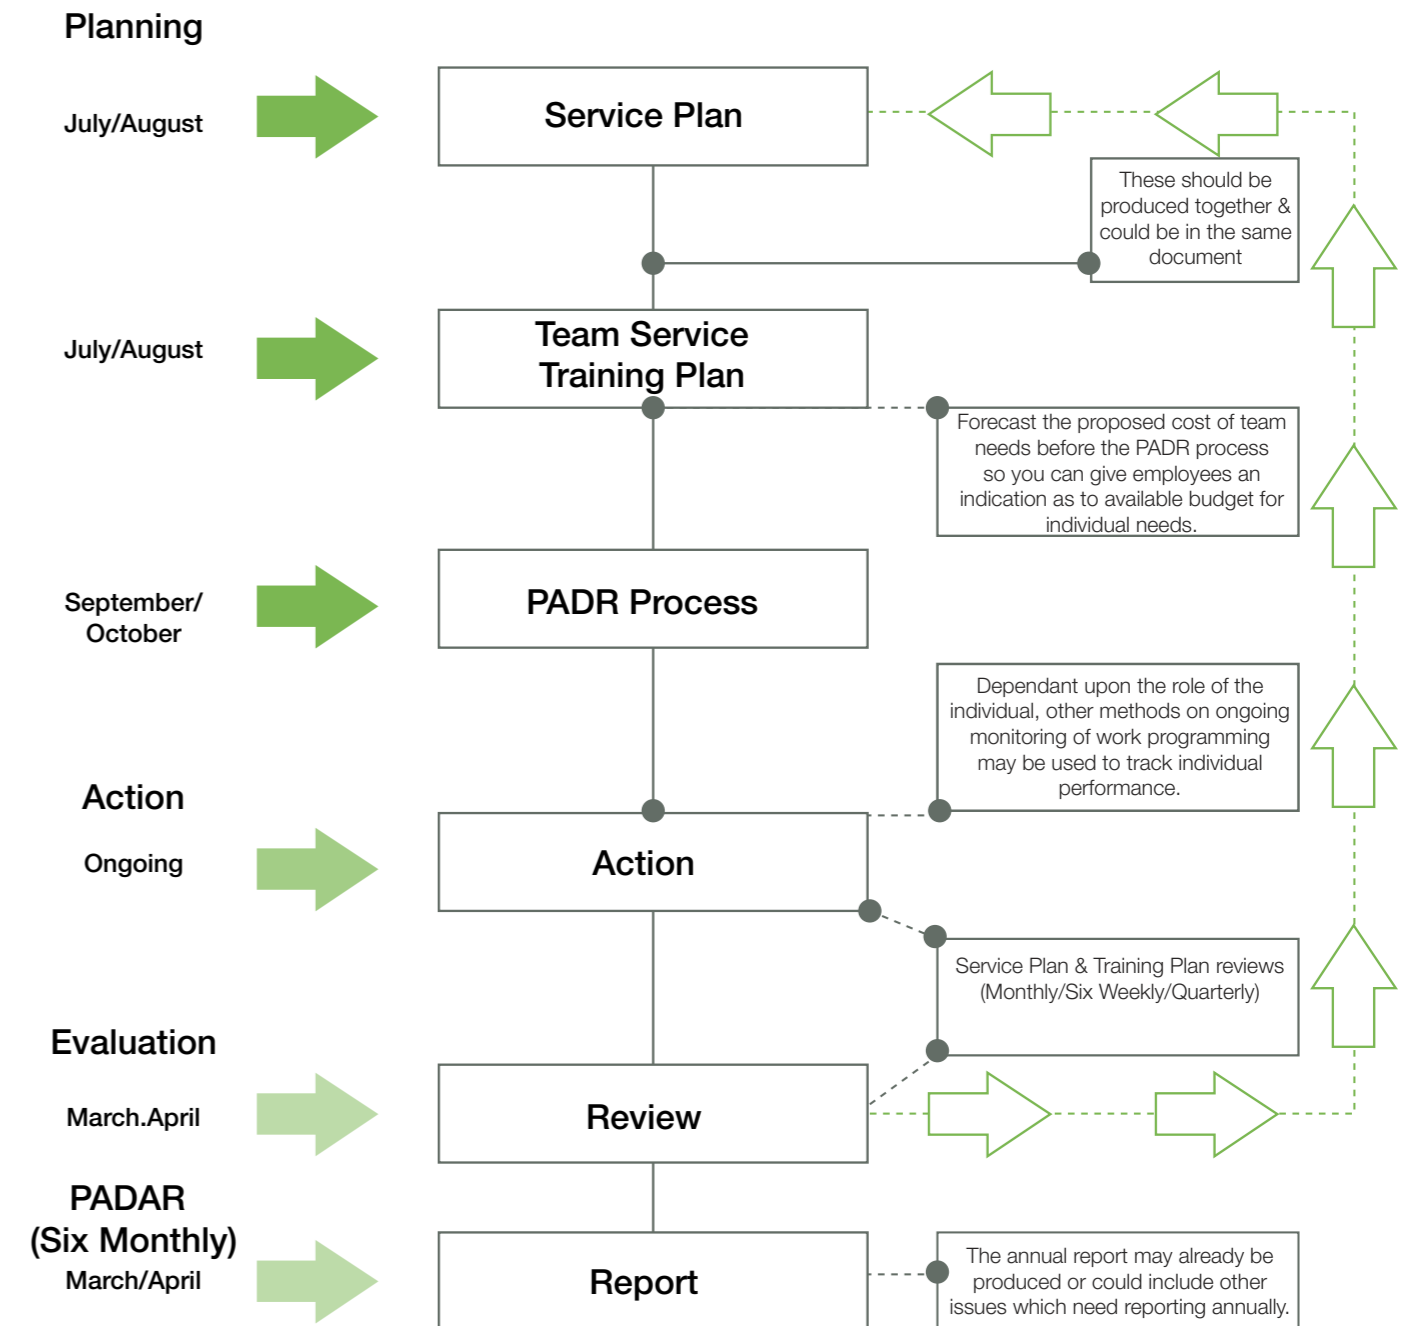 Planning
July/August
Service Plan
These should be
produced together &
could be in the same
document
July/August
Team Service
Training Plan
Forecast the proposed cost of team
needs before the PADR process
so you can give employees an
indication as to available budget for
individual needs.
September/
October
PADR Process
Dependant upon the role of the
individual, other methods on ongoing
monitoring of work programming
may be used to track individual
performance.
Action
Ongoing
Action
Service Plan & Training Plan reviews
(Monthly/Six Weekly/Quarterly)
Evaluation
March.April
Review
PADAR
(Six Monthly)
March/April
Report
The annual report may already be
produced or could include other
issues which need reporting annually.